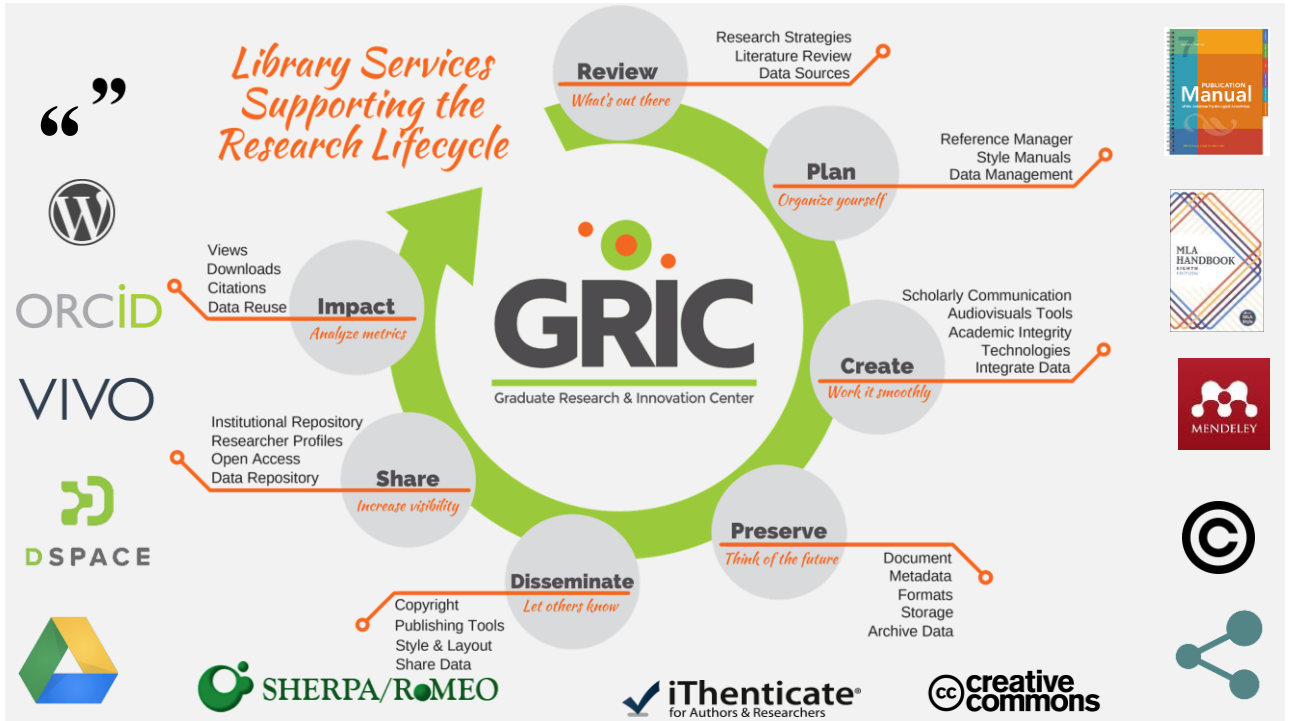 Library Services
Supporting the
Research Lifecycle
Review
What's out there
Research Strategies
Literature Review
Data Sources
Plan
Organize yourself
Reference Manager
Style Manuals
Data Management
Create
Work it smoothly
Scholarly Communication
Audiovisuals Tools
Academic Integrity
Technologies
Integrate Data
Preserve
Think of the future
Document
Metadata
Formats
Storage
Archive Data
Disseminate
Let others know
Copyright
Publishing Tools
Style & Layout
Share Data
Share
Increase visibility
Institutional Repository
Researcher Profiles
Open Access
Data Repository
Impact
Analyze metrics
Views
Downloads
Citations
Data Reuse
GRIC
Graduate Research & Innovation Center
“ ”
W
ORCiD
VIVO
DSPACE
SHERPA/RoMEO
iThenticate®
for Authors & Researchers
cc creative
commons
7
PUBLICATION
Manual
MLA
HANDBOOK
EIGHTH
EDITION
MENDELEY
©